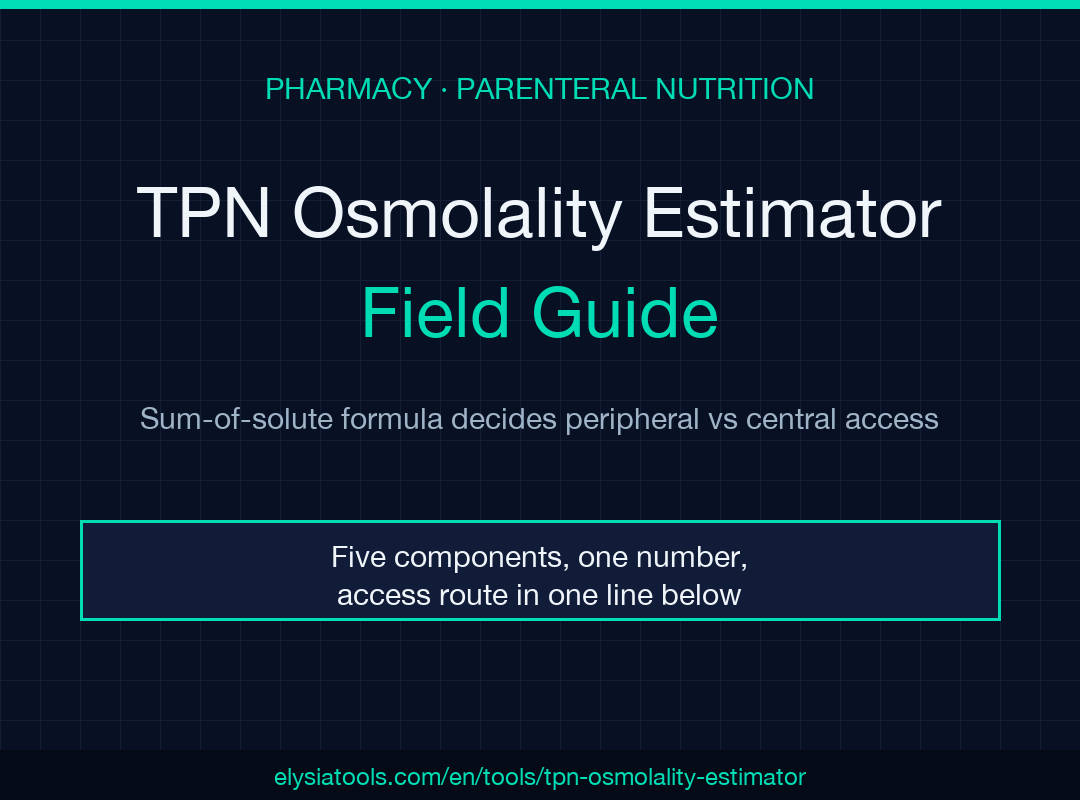 PHARMACY · PARENTERAL NUTRITION
TPN Osmolality Estimator
Field Guide
Sum-of-solute formula decides peripheral vs central access
Five components, one number,
access route in one line below
elysiatools.com/en/tools/tpn-osmolality-estimator